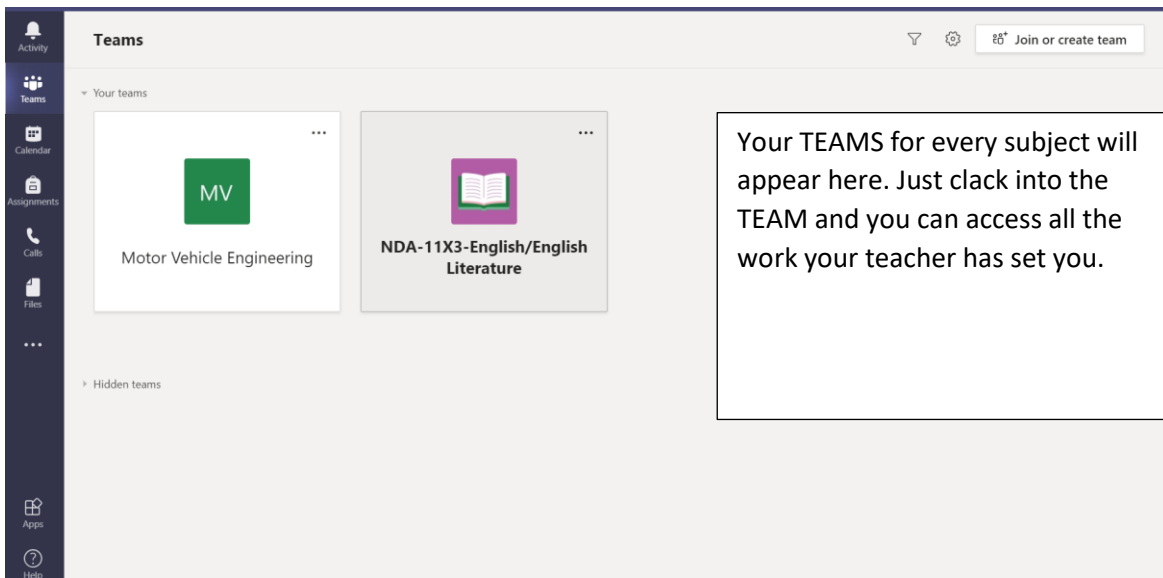 Activity
Teams
Calendar
Assignments
Calls
Files
Apps
Help
Teams
Join or create team
Your teams
MV
Motor Vehicle Engineering
NDA-11X3-English/English
Literature
Hidden teams
Your TEAMS for every subject will
appear here. Just clack into the
TEAM and you can access all the
work your teacher has set you.